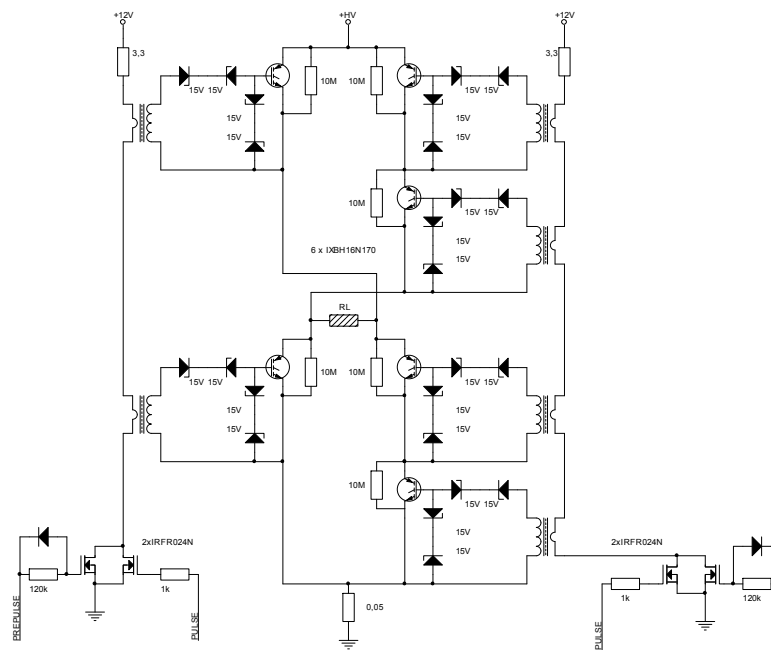 +12V
+HV
+12V
3,3
3,3
15V 15V
10M
10M
15V 15V
15V
15V
15V
15V
10M
15V 15V
15V
15V
6 x IXBH16N170
RL
15V 15V
10M
10M
15V 15V
15V
15V
15V
15V
10M
15V 15V
15V
15V
2xIRFR024N
2xIRFR024N
120k
1k
0,05
1k
120k
PREPULSE
PULSE
PULSE